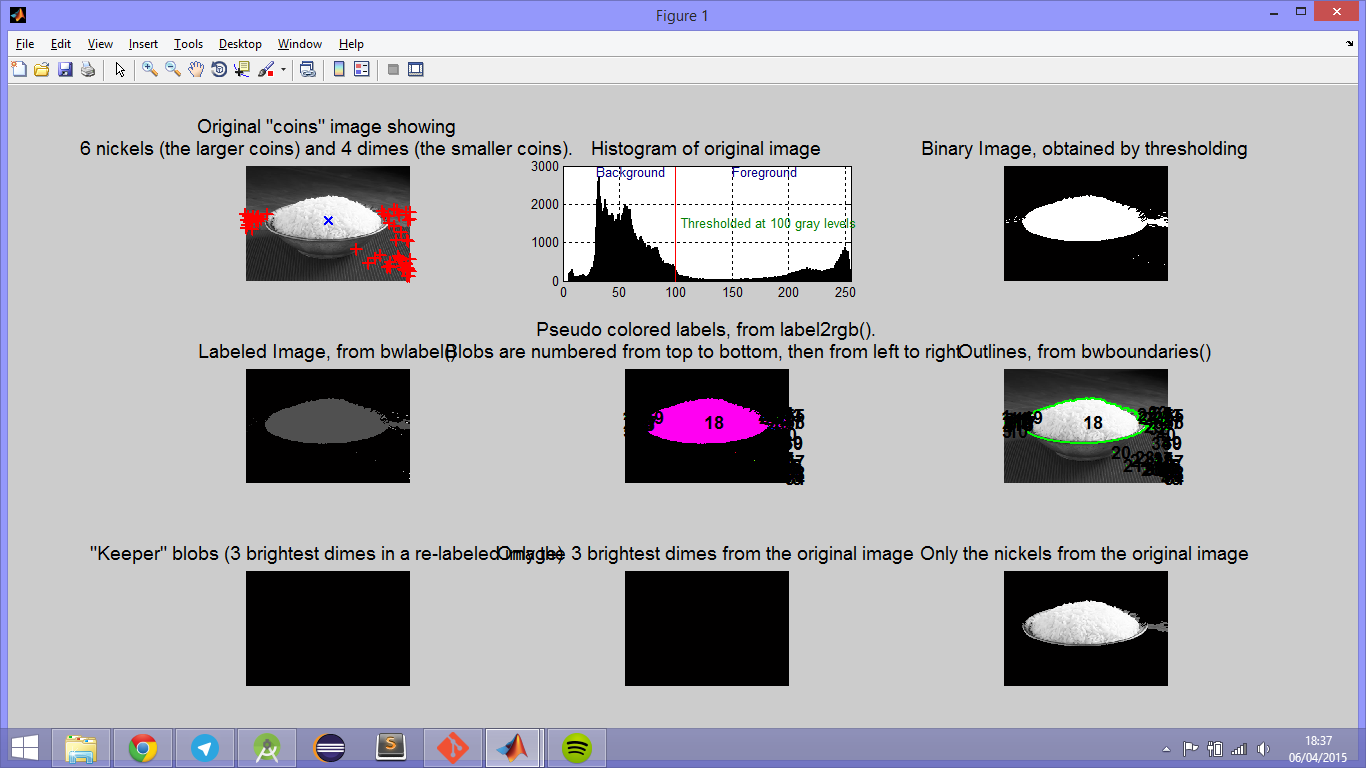 Figure 1
File Edit View Insert Tools Desktop Window Help
Original "coins" image showing
6 nickels (the larger coins) and 4 dimes (the smaller coins).
Histogram of original image
3000
2000
1000
0
Background
Foreground
Thresholded at 100 gray levels
0 50 100 150 200 250
Binary Image, obtained by thresholding
Labeled Image, from bwlabel()
Pseudo colored labels, from label2rgb().
Blobs are numbered from top to bottom, then from left to right.
18
Outlines, from bwboundaries()
18
20
"Keeper" blobs (3 brightest dimes in a re-labeled image)
Only the 3 brightest dimes from the original image
Only the nickels from the original image
18:37
06/04/2015